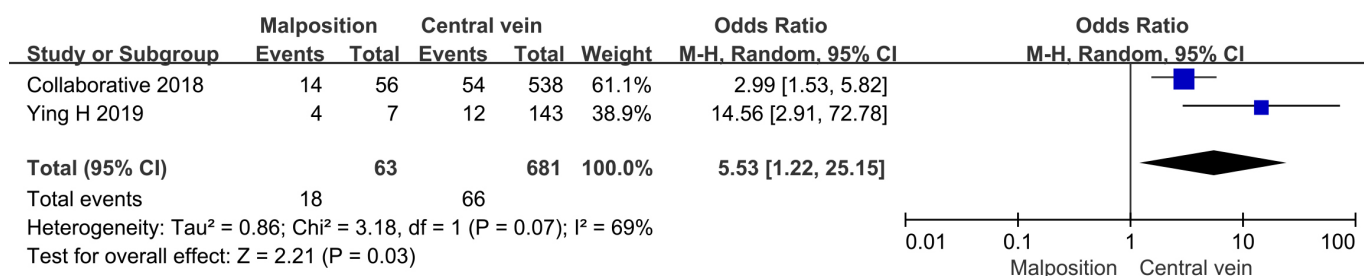 Malposition Central vein Odds Ratio Odds Ratio
Study or Subgroup Events Total Events Total Weight M-H, Random, 95% CI M-H, Random, 95% CI
Collaborative 2018 14 56 54 538 61.1% 2.99 [1.53, 5.82]
Ying H 2019 4 7 12 143 38.9% 14.56 [2.91, 72.78]
Total (95% CI) 63 681 100.0% 5.53 [1.22, 25.15]
Total events 18 66
Heterogeneity: Tau² = 0.86; Chi² = 3.18, df = 1 (P = 0.07); I² = 69%
Test for overall effect: Z = 2.21 (P = 0.03)
0.01 0.1 1 10 100
Malposition Central vein